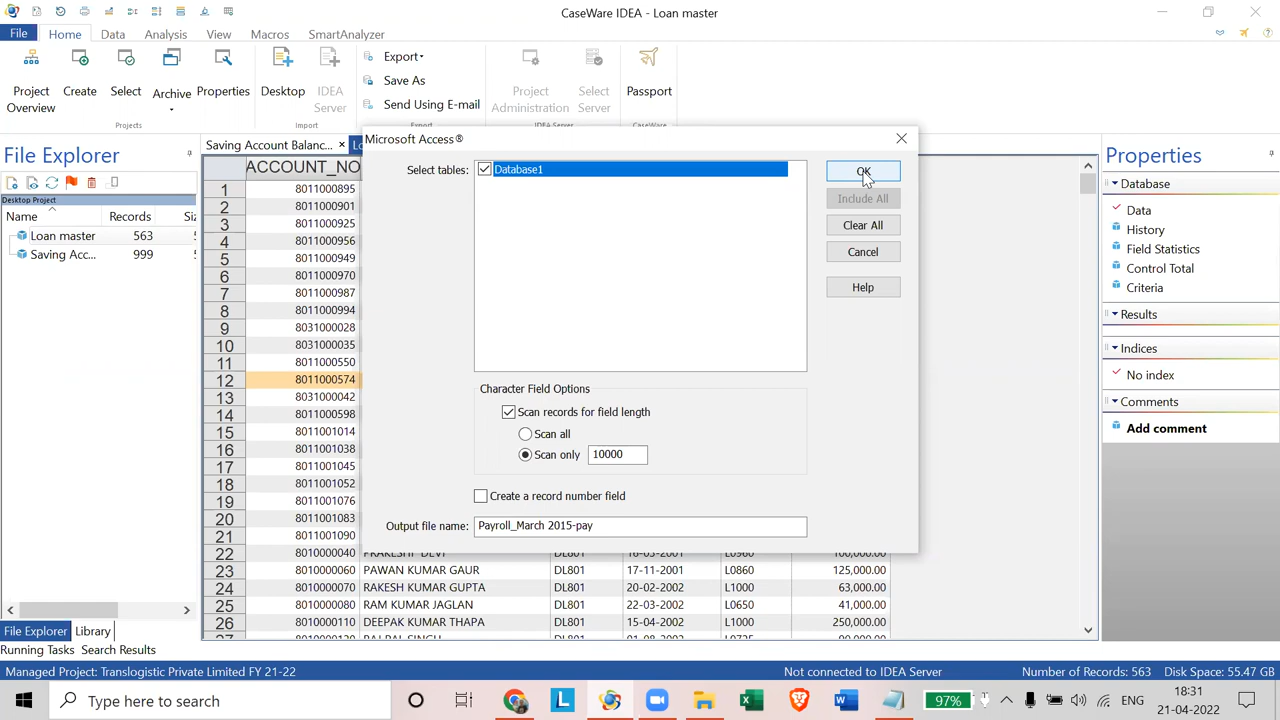 CaseWare IDEA - Loan master
File Home Data Analysis View Macros SmartAnalyzer
Project Overview
Create
Select
Archive
Properties
Desktop
IDEA Server
Export
Save As
Send Using E-mail
Project Administration
Select Server
Passport
Projects Import Export IDEA Server CaseWare
File Explorer
Desktop Project
Name Records
Loan master 563
Saving Acc... 999
File Explorer Library
Running Tasks Search Results
Saving Account Balanc... ×
ACCOUNT_NO
1 8011000895
2 8011000901
3 8011000925
4 8011000956
5 8011000949
6 8011000970
7 8011000987
8 8011000994
9 8031000028
10 8031000035
11 8011000550
12 8011000574
13 8031000042
14 8011000598
15 8011001038
16 8011001045
17 8011001052
18 8011001076
19 8011001083
20 8011001090
21
22 8010000040 PRAKESHI DEVI DL801 16-03-2001 L0960 100,000.00
23 8010000060 PAWAN KUMAR GAUR DL801 17-11-2001 L0860 125,000.00
24 8010000070 RAKESH KUMAR GUPTA DL801 20-02-2002 L1000 63,000.00
25 8010000080 RAM KUMAR JAGLAN DL801 22-03-2002 L0650 41,000.00
26 8010000110 DEEPAK KUMAR THAPA DL801 15-04-2002 L1000 250,000.00
Microsoft Access®
Select tables:
Database1
OK
Include All
Clear All
Cancel
Help
Character Field Options
Scan records for field length
Scan all
Scan only 10000
Create a record number field
Output file name: Payroll_March 2015-pay
Properties
Database
Data
History
Field Statistics
Control Total
Criteria
Results
Indices
No index
Comments
Add comment
Managed Project: Translogistic Private Limited FY 21-22 Not connected to IDEA Server Number of Records: 563 Disk Space: 55.47 GB
Type here to search
97%
ENG
18:31
21-04-2022